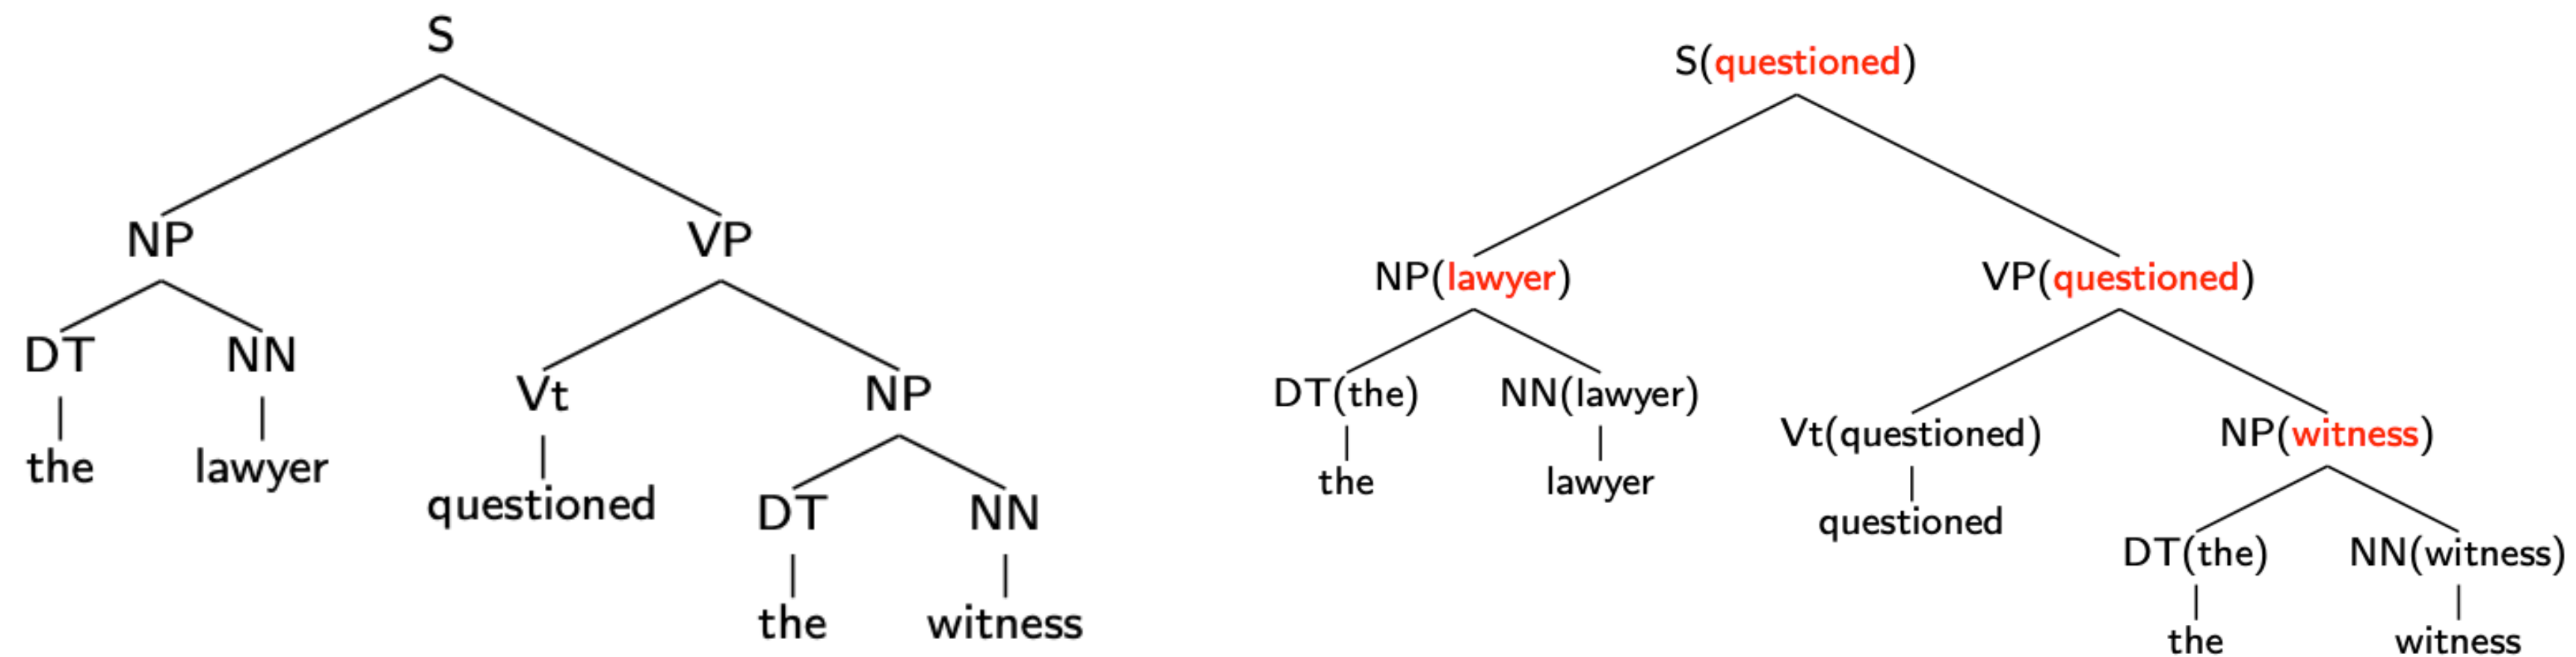 S
NP VP
DT NN
the lawyer
Vt NP
questioned
DT NN
the witness
S(questioned)
NP(lawyer) VP(questioned)
DT(the) NN(lawyer)
the lawyer
Vt(questioned) NP(witness)
questioned
DT(the) NN(witness)
the witness